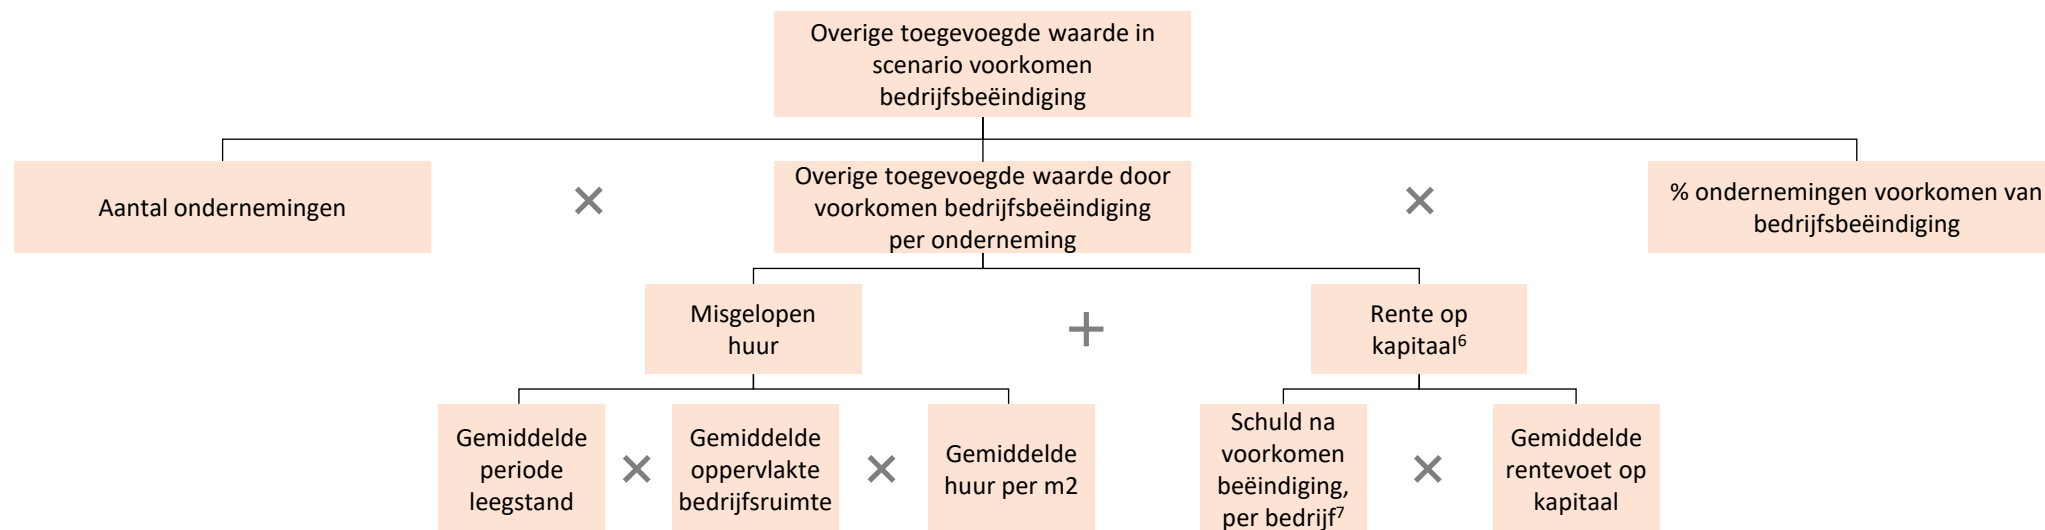 Overige toegevoegde waarde in
scenario voorkomen
bedrijfsbeëindiging
Aantal ondernemingen
×
Overige toegevoegde waarde door
voorkomen bedrijfsbeëindiging
per onderneming
×
% ondernemingen voorkomen van
bedrijfsbeëindiging
Misgelopen
huur
+
Rente op
kapitaal⁶
Gemiddelde
periode
leegstand
×
Gemiddelde
oppervlakte
bedrijfsruimte
×
Gemiddelde
huur per m2
Schuld na
voorkomen
beëindiging,
per bedrijf⁷
×
Gemiddelde
rentevoet op
kapitaal